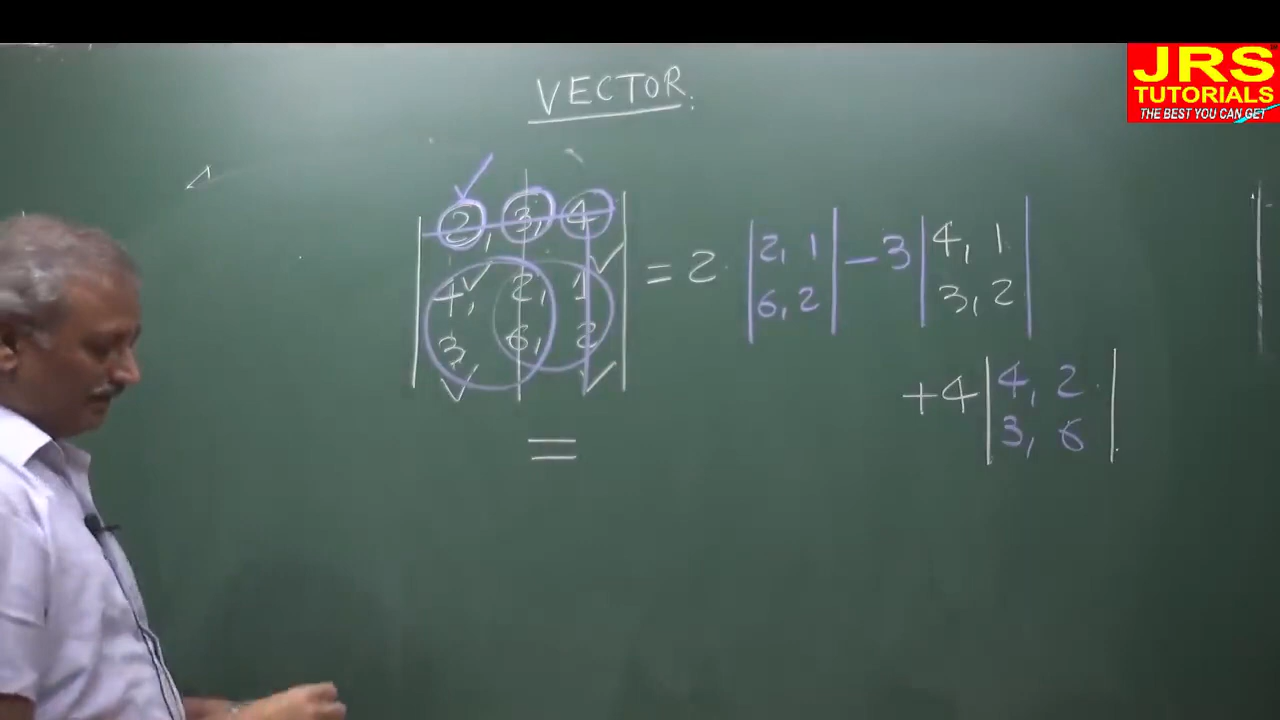 JRS
TUTORIALS
THE BEST YOU CAN GET
VECTOR:
|2, 3, 4| = 2 |2, 1| − 3 |4, 1|
|4, 2, 1| |6, 2| |3, 2|
|3 6, 2| + 4 |4, 2|
|3, 6|
=